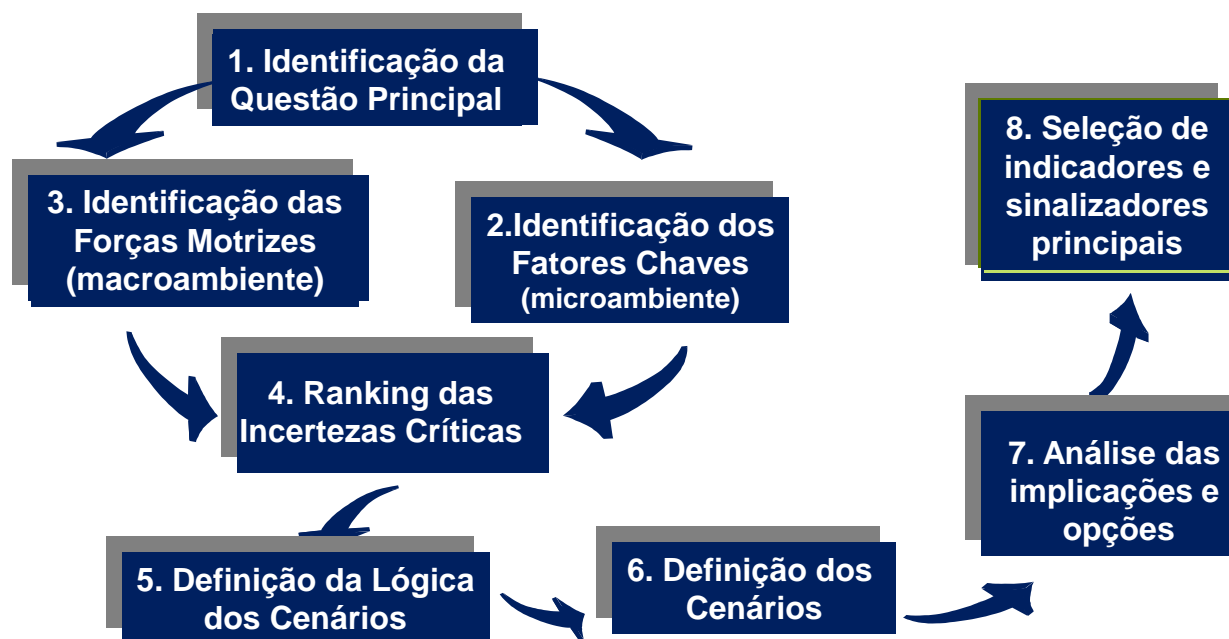 1. Identificação da
Questão Principal
3. Identificação das
Forças Motrizes
(macroambiente)
2.Identificação dos
Fatores Chaves
(microambiente)
4. Ranking das
Incertezas Críticas
5. Definição da Lógica
dos Cenários
6. Definição dos
Cenários
7. Análise das
implicações e
opções
8. Seleção de
indicadores e
sinalizadores
principais